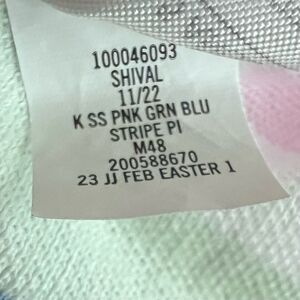 100046093
SHIVAL
11/22
K SS PNK GRN BLU
STRIPE PI
M48
200588670
23 JJ FEB EASTER 1